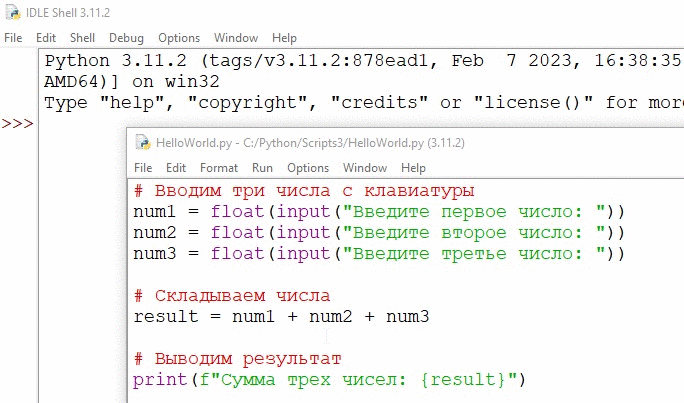 IDLE Shell 3.11.2
File Edit Shell Debug Options Window Help
Python 3.11.2 (tags/v3.11.2:878ead1, Feb 7 2023, 16:38:35
AMD64)] on win32
Type "help", "copyright", "credits" or "license()" for more
>>>
HelloWorld.py - C:/Python/Scripts3/HelloWorld.py (3.11.2)
File Edit Format Run Options Window Help
# Вводим три числа с клавиатуры
num1 = float(input("Введите первое число: "))
num2 = float(input("Введите второе число: "))
num3 = float(input("Введите третье число: "))
# Складываем числа
result = num1 + num2 + num3
# Выводим результат
print(f"Сумма трех чисел: {result}")